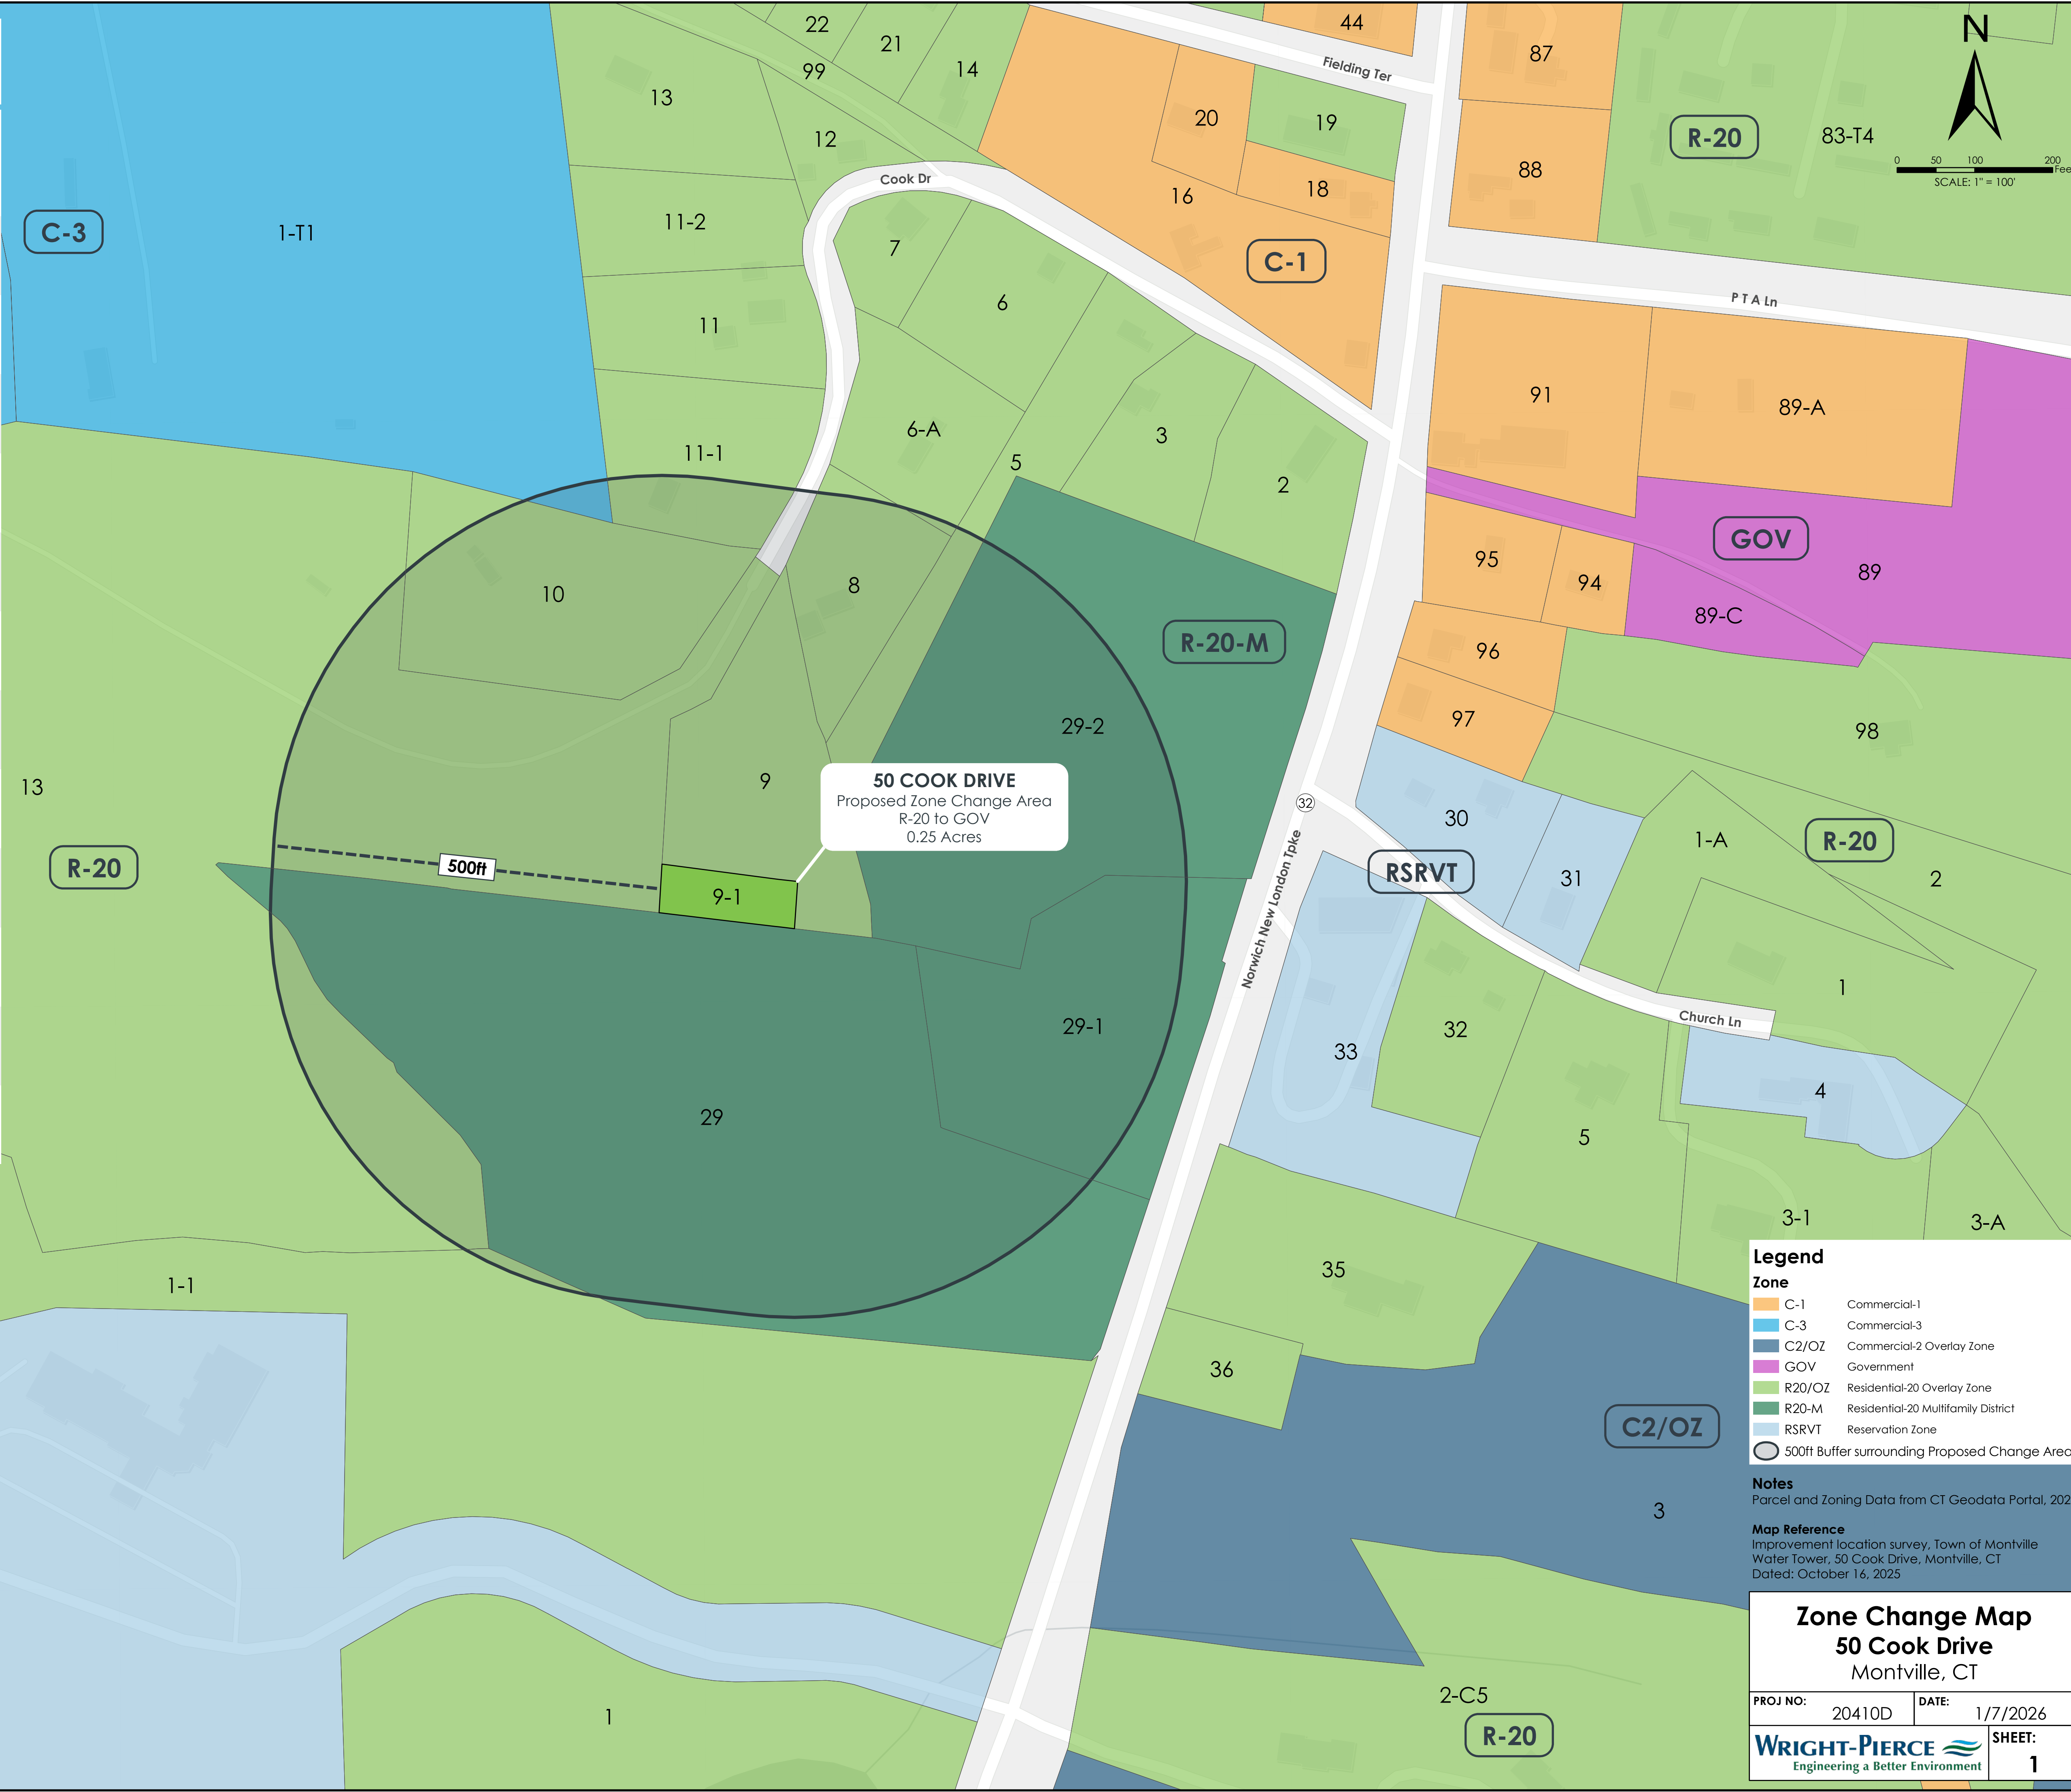 22
21
14
99
13
12
44
Fielding Ter
87
20
19
88
18
16
C-1
R-20
83-T4
N
0 50 100 200
Feet
SCALE: 1" = 100'
Cook Dr
C-3
1-T1
11-2
7
11
6
P T A Ln
91
89-A
6-A
3
11-1
5
2
GOV
95
94
89
89-C
10
8
R-20-M
96
97
98
29-2
13
9
50 COOK DRIVE
Proposed Zone Change Area
R-20 to GOV
0.25 Acres
32
30
1-A
R-20
R-20
500ft
9-1
Norwich New London Tpke
RSRVT
31
2
1
Church Ln
29-1
33
32
4
29
5
3-1
3-A
1-1
35
36
C2/OZ
3
2-C5
1
R-20
Legend
Zone
C-1 Commercial-1
C-3 Commercial-3
C2/OZ Commercial-2 Overlay Zone
GOV Government
R20/OZ Residential-20 Overlay Zone
R20-M Residential-20 Multifamily District
RSRVT Reservation Zone
500ft Buffer surrounding Proposed Change Area
Notes
Parcel and Zoning Data from CT Geodata Portal,
Map Reference
Improvement location survey, Town of Montville
Water Tower, 50 Cook Drive, Montville, CT
Dated: October 16, 2025
Zone Change Map
50 Cook Drive
Montville, CT
PROJ NO: 20410D
DATE: 1/7/2026
WRIGHT-PIERCE
Engineering a Better Environment
SHEET:
1